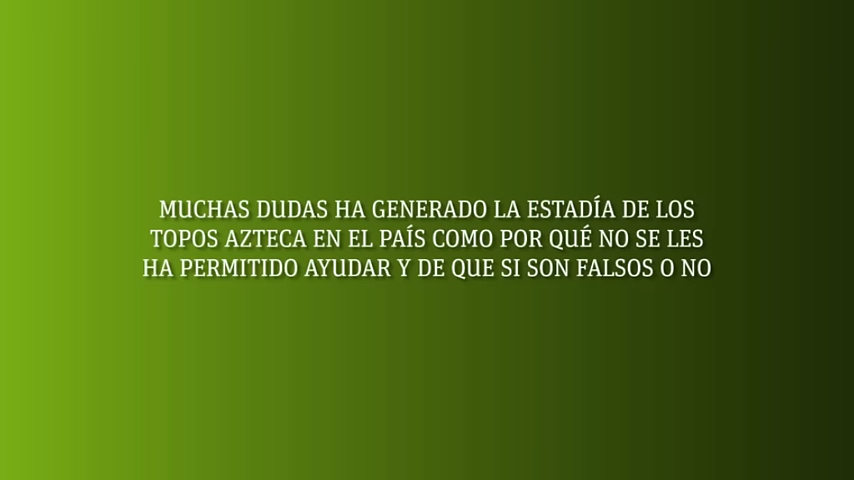 MUCHAS DUDAS HA GENERADO LA ESTADÍA DE LOS
TOPOS AZTECA EN EL PAÍS COMO POR QUÉ NO SE LES
HA PERMITIDO AYUDAR Y DE QUE SI SON FALSOS O NO